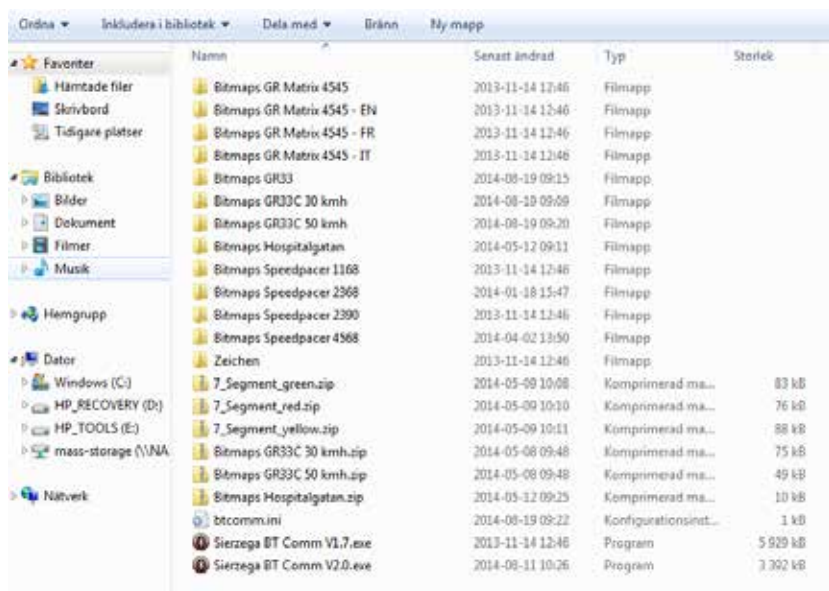 Ordna Inkludera i bibliotek Dela med Bränn Ny mapp
Favoriter
Hämtade filer
Skrivbord
Tidigare platser
Bibliotek
Bilder
Dokument
Filmer
Musik
Hemgrupp
Dator
Windows (C:)
HP_RECOVERY (D:)
HP_TOOLS (E:)
mass-storage (\\NA
Nätverk
Namn Senast ändrad Typ Storlek
Bitmaps GR Matrix 4545 2013-11-14 12:46 Filmapp
Bitmaps GR Matrix 4545 - EN 2013-11-14 12:46 Filmapp
Bitmaps GR Matrix 4545 - FR 2013-11-14 12:46 Filmapp
Bitmaps GR Matrix 4545 - IT 2013-11-14 12:46 Filmapp
Bitmaps GR33 2014-08-19 09:15 Filmapp
Bitmaps GR33C 30 kmh 2014-08-19 09:09 Filmapp
Bitmaps GR33C 50 kmh 2014-08-19 09:20 Filmapp
Bitmaps Hospitalgatan 2014-05-12 09:11 Filmapp
Bitmaps Speedpacer 1168 2013-11-14 12:46 Filmapp
Bitmaps Speedpacer 2368 2014-01-18 15:47 Filmapp
Bitmaps Speedpacer 2390 2013-11-14 12:46 Filmapp
Bitmaps Speedpacer 4568 2014-04-02 13:50 Filmapp
Zeichen 2013-11-14 12:46 Filmapp
7_Segment_green.zip 2014-05-09 10:08 Komprimerad ma... 83 kB
7_Segment_red.zip 2014-05-09 10:10 Komprimerad ma... 76 kB
7_Segment_yellow.zip 2014-05-09 10:11 Komprimerad ma... 88 kB
Bitmaps GR33C 30 kmh.zip 2014-05-08 09:48 Komprimerad ma... 75 kB
Bitmaps GR33C 50 kmh.zip 2014-05-08 09:48 Komprimerad ma... 49 kB
Bitmaps Hospitalgatan.zip 2014-05-12 09:25 Komprimerad ma... 10 kB
btcomm.ini 2014-08-19 09:22 Konfigurationsinst... 1 kB
Sierzega BT Comm V1.7.exe 2013-11-14 12:46 Program 5 929 kB
Sierzega BT Comm V2.0.exe 2014-08-11 10:26 Program 3 392 kB